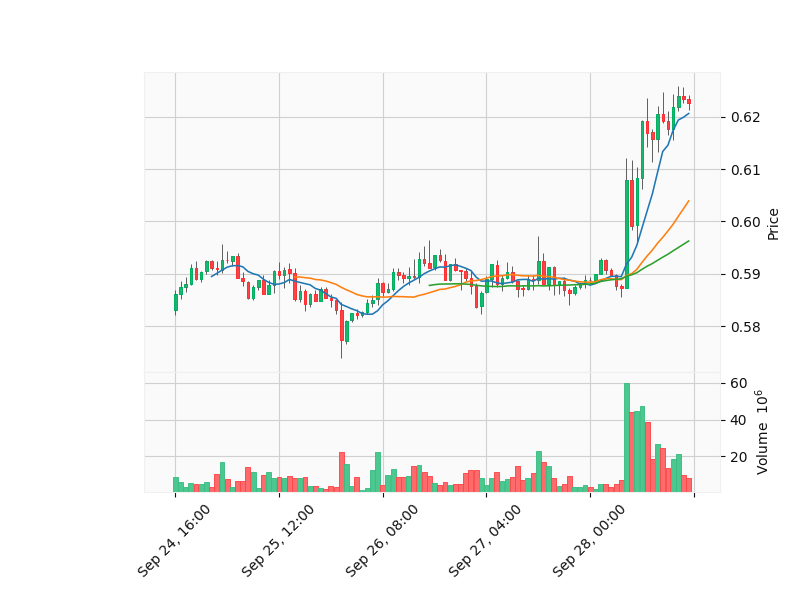 0.62
0.61
0.60
0.59
0.58
Price
60
40
20
Volume 10⁶
Sep 24, 16:00
Sep 25, 12:00
Sep 26, 08:00
Sep 27, 04:00
Sep 28, 00:00